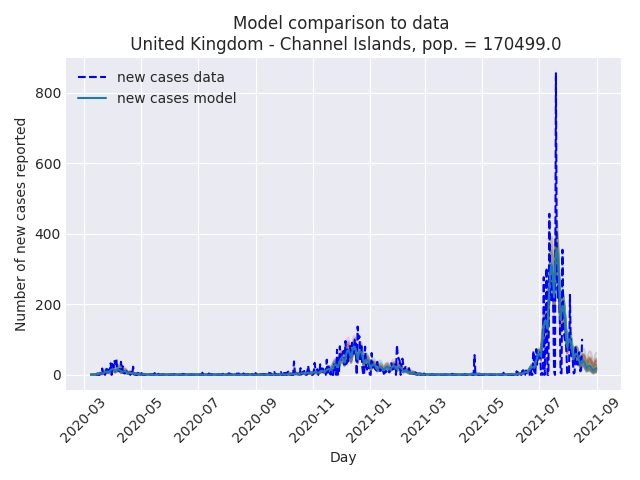 Model comparison to data
United Kingdom - Channel Islands, pop. = 170499.0
new cases data
new cases model
Number of new cases reported
800
600
400
200
0
2020-03
2020-05
2020-07
2020-09
2020-11
2021-01
2021-03
2021-05
2021-07
2021-09
Day